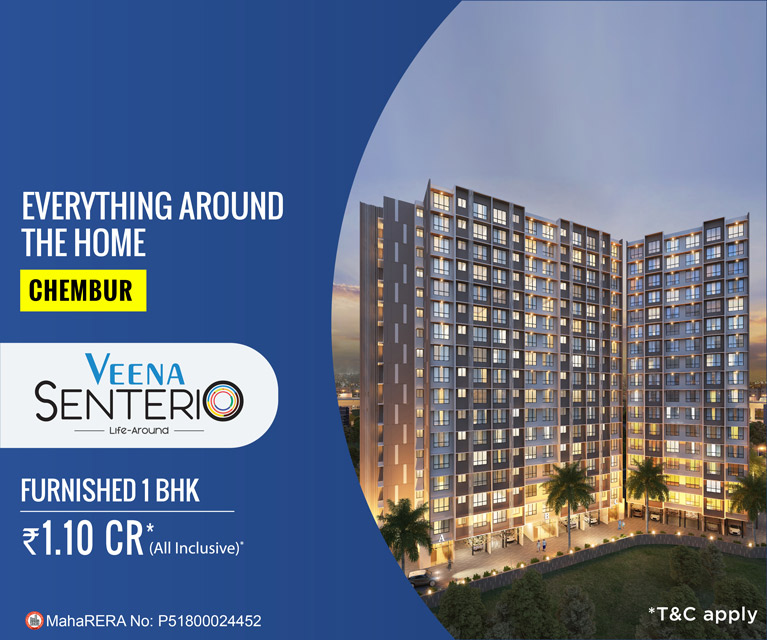 EVERYTHING AROUND
THE HOME
CHEMBUR
VEENA
SENTERIO
Life-Around
FURNISHED 1 BHK
₹1.10 CR* (All Inclusive)*
MahaRERA No: P51800024452
A
*T&C apply